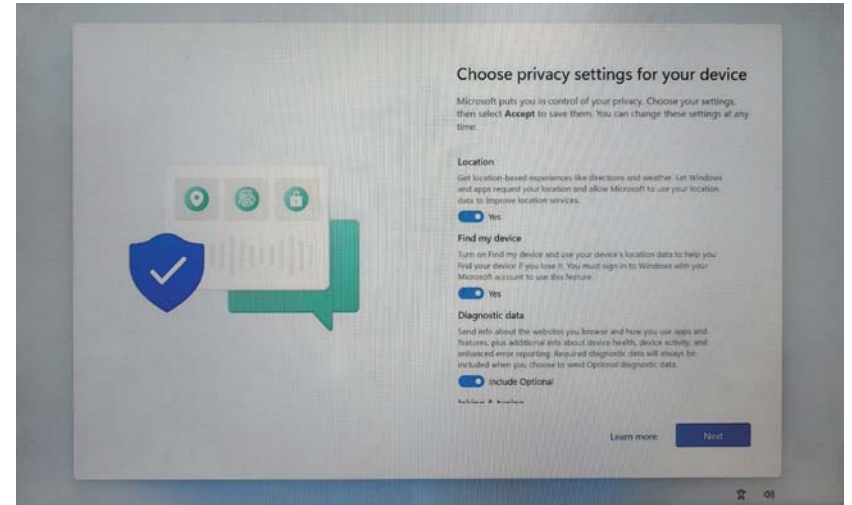 Choose privacy settings for your device
Microsoft puts you in control of your privacy. Choose your settings,
then select Accept to save them. You can change these settings at any
time.
Location
Get location-based experiences like directions and weather. Let Windows
and apps request your location and allow Microsoft to use your location
data to improve location services.
Yes
Find my device
Turn on Find my device and use your device's location data to help you
find your device if you lose it. You must sign in to Windows with your
Microsoft account to use this feature.
Yes
Diagnostic data
Send info about the websites you browse and how you use apps and
features, plus additional info about device health, device activity, and
enhanced error reporting. Required diagnostic data will always be
included when you choose to send Optional diagnostic data.
Include Optional
Learn more
Next